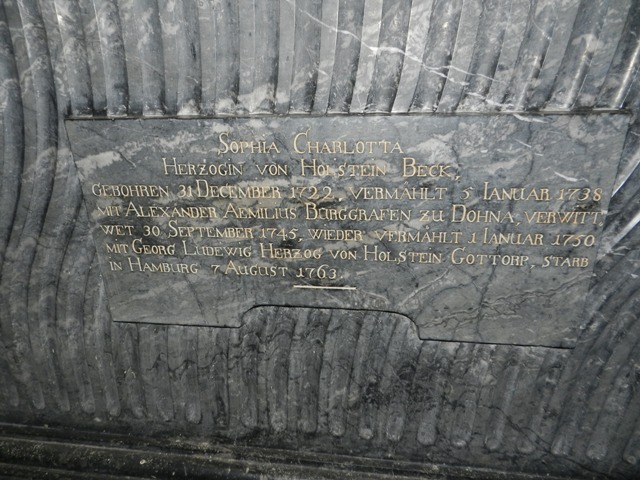 SOPHIA CHARLOTTA
HERZOGIN VON HOLSTEIN BECK,
GEBOHREN 31 DECEMBER 1722, VERMÄHLT 5 IANUAR 1738
MIT ALEXANDER AEMILIUS BURGGRAFEN ZU DOHNA, VERWITT,
WET 30 SEPTEMBER 1745, WIEDER VERMÄHLT 1 IANUAR 1750
MIT GEORG LUDEWIG HERZOG VON HOLSTEIN GOTTORP, STARB
IN HAMBURG 7 AUGUST 1763.